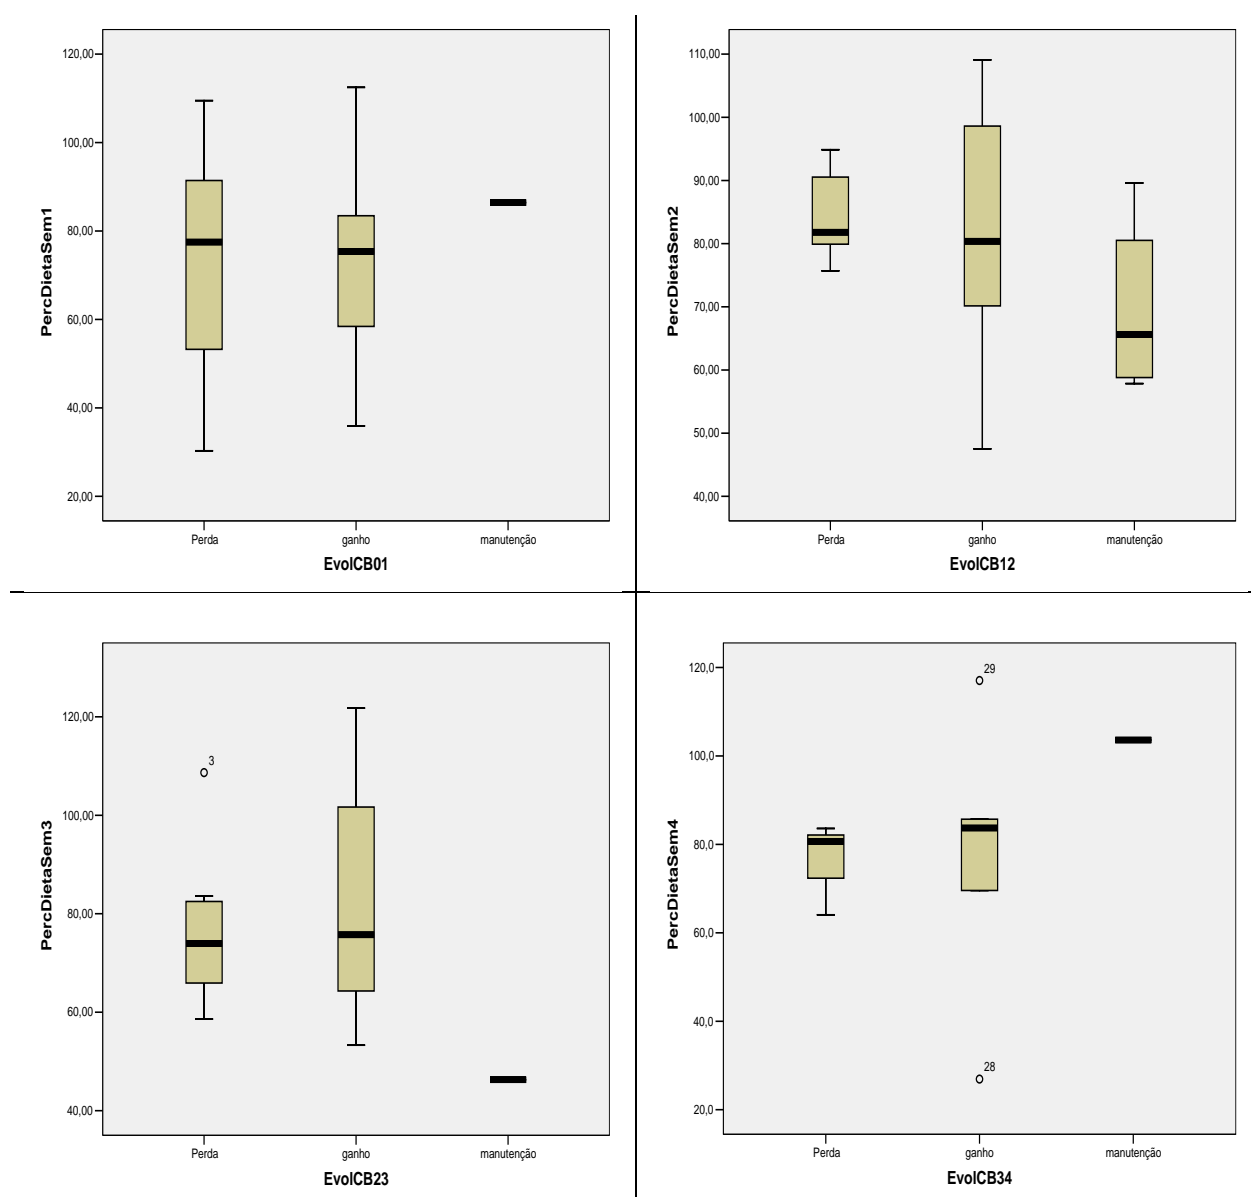 PercDietaSem1
120,00
100,00
80,00
60,00
40,00
20,00
Perda ganho manutenção
EvolCB01
PercDietaSem2
110,00
100,00
90,00
80,00
70,00
60,00
50,00
40,00
Perda ganho manutenção
EvolCB12
PercDietaSem3
120,00
100,00
80,00
60,00
40,00
3
Perda ganho manutenção
EvolCB23
PercDietaSem4
120,0
100,0
80,0
60,0
40,0
20,0
29
28
Perda ganho manutenção
EvolCB34